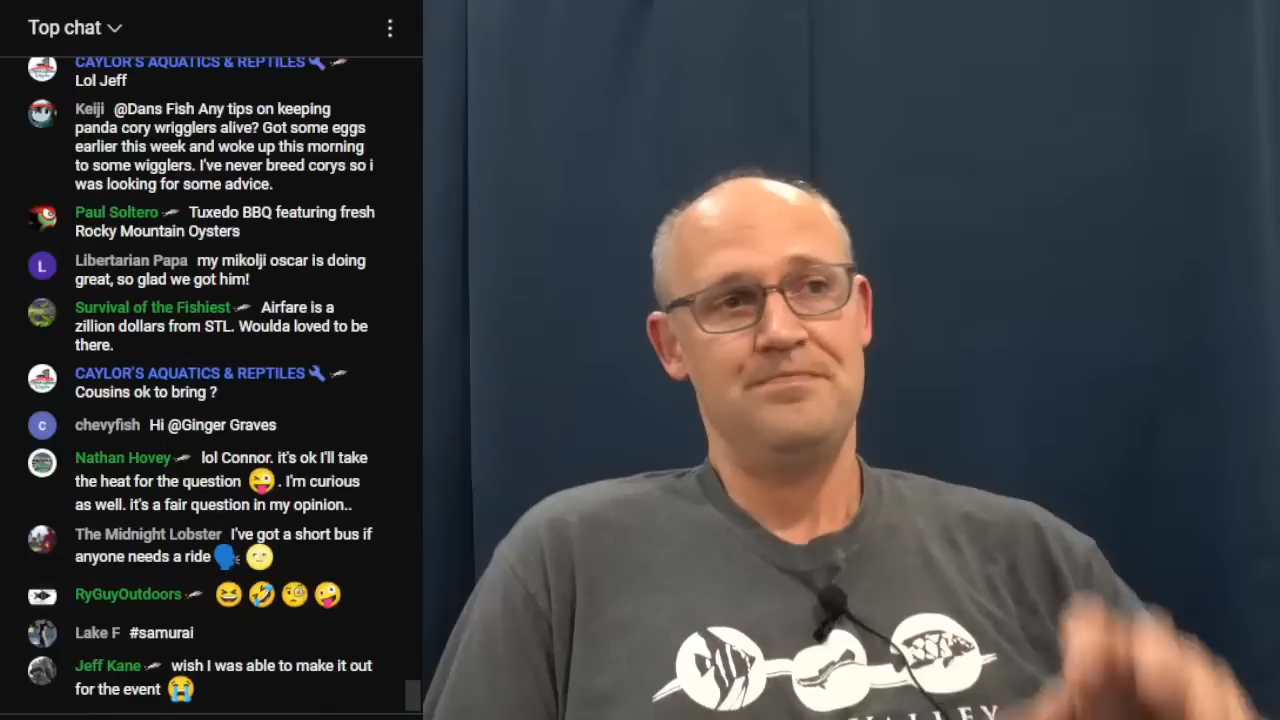 Top chat
CAYLOR'S AQUATICS & REPTILES
Lol Jeff
Keiji @Dans Fish Any tips on keeping
panda cory wrigglers alive? Got some eggs
earlier this week and woke up this morning
to some wigglers. I've never breed corys so i
was looking for some advice.
Paul Soltero Tuxedo BBQ featuring fresh
Rocky Mountain Oysters
L
Libertarian Papa my mikolji oscar is doing
great, so glad we got him!
Survival of the Fishiest Airfare is a
zillion dollars from STL. Woulda loved to be
there.
CAYLOR'S AQUATICS & REPTILES
Cousins ok to bring ?
c
chevyfish Hi @Ginger Graves
Nathan Hovey lol Connor. it's ok I'll take
the heat for the question 😜. I'm curious
as well. it's a fair question in my opinion..
The Midnight Lobster I've got a short bus if
anyone needs a ride 🗣️ 🌝
RyGuyOutdoors 😆 🤣 🧐 🤪
Lake F #samurai
Jeff Kane wish I was able to make it out
for the event 😭
VALLEY